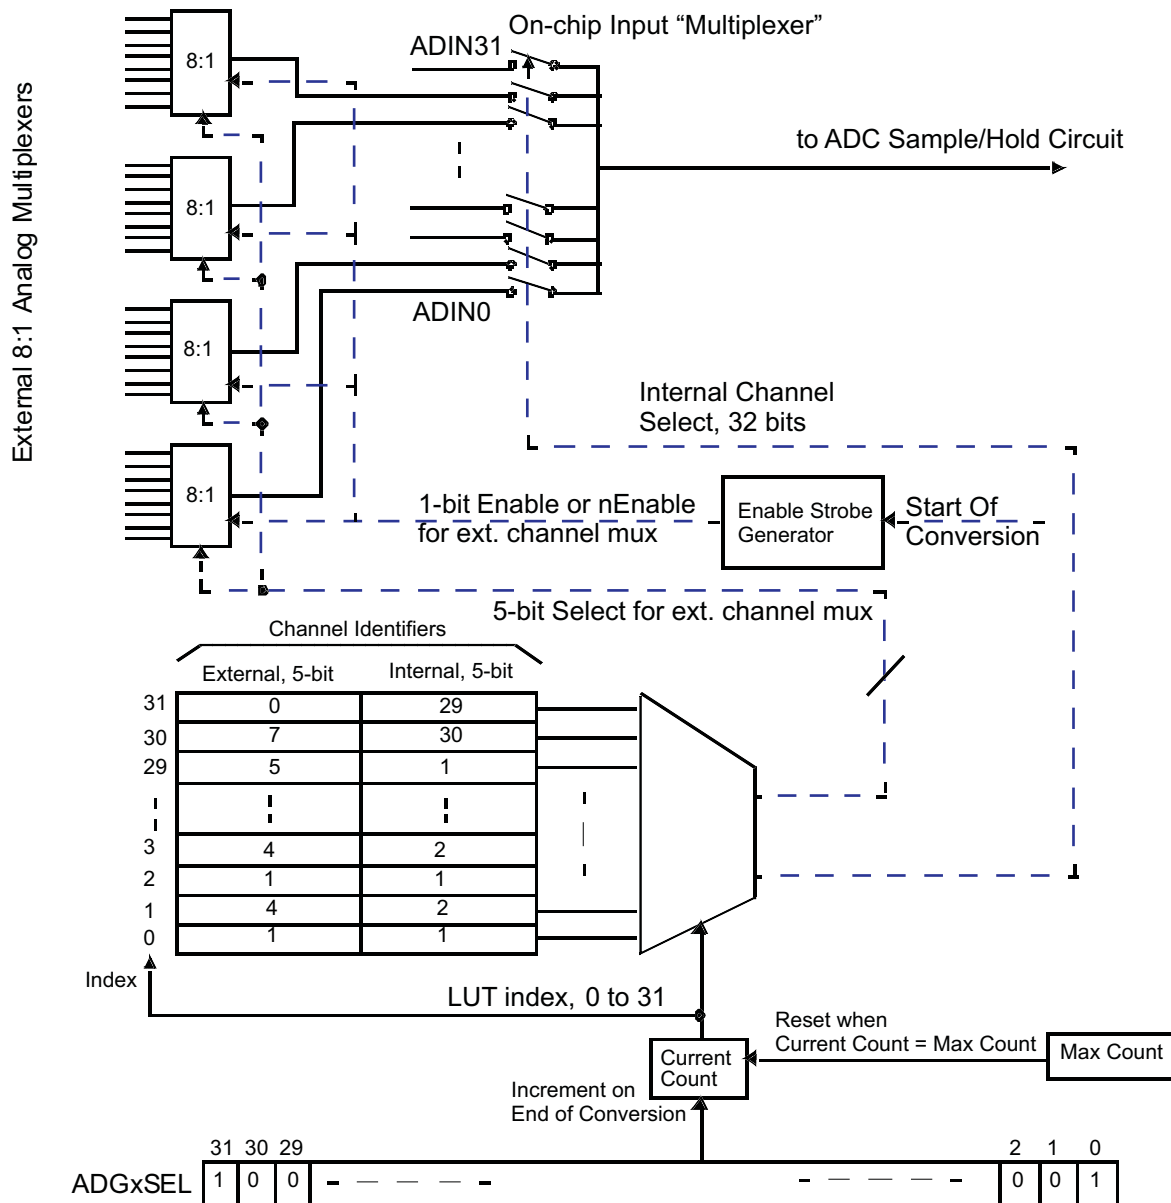 On-chip Input “Multiplexer”
ADIN31
8:1
to ADC Sample/Hold Circuit
External 8:1 Analog Multiplexers
8:1
ADIN0
8:1
Internal Channel
Select, 32 bits
8:1
1-bit Enable or nEnable
for ext. channel mux
Enable Strobe
Generator
Start Of
Conversion
5-bit Select for ext. channel mux
Channel Identifiers
External, 5-bit Internal, 5-bit
31 0 29
30 7 30
29 5 1
3 4 2
2 1 1
1 4 2
0 1 1
Index
LUT index, 0 to 31
Reset when
Current Count = Max Count
Max Count
Current
Count
Increment on
End of Conversion
31 30 29 2 1 0
ADGxSEL 1 0 0 0 0 1